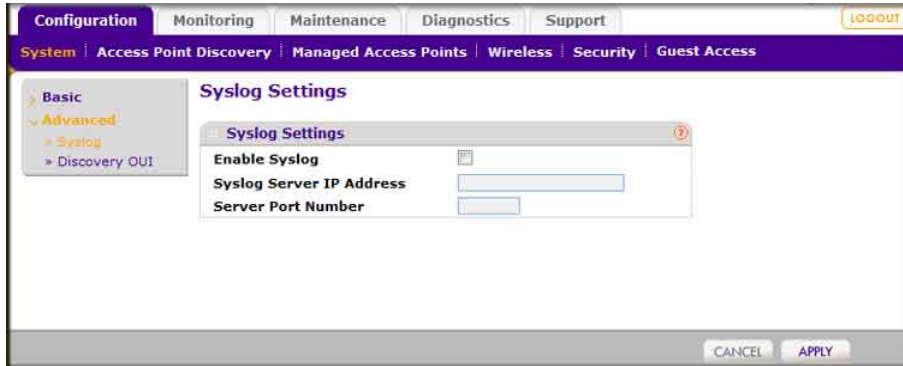 Configuration Monitoring Maintenance Diagnostics Support LOGOUT
System Access Point Discovery Managed Access Points Wireless Security Guest Access
Basic
Advanced
» Syslog
» Discovery OUI
Syslog Settings
Syslog Settings ?
Enable Syslog
Syslog Server IP Address
Server Port Number
CANCEL APPLY